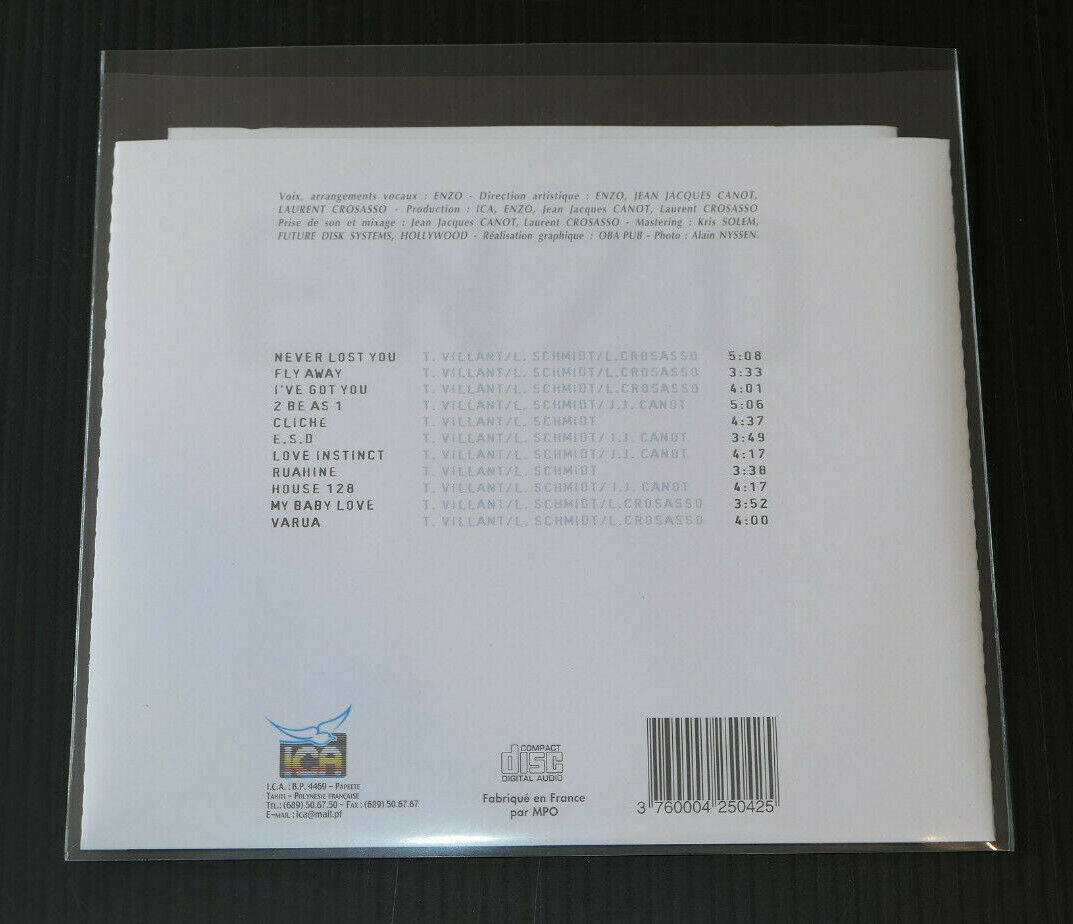 Voix, arrangements vocaux : ENZO - Direction artistique : ENZO, JEAN JACQUES CANOT,
LAURENT CROSASSO - Production : ICA, ENZO, Jean Jacques CANOT, Laurent CROSASSO
Prise de son et mixage : Jean Jacques CANOT, Laurent CROSASSO - Mastering : Kris SOLEM,
FUTURE DISK SYSTEMS, HOLLYWOOD - Réalisation graphique : OBA PUB - Photo : Alain NYSSEN.
NEVER LOST YOU T. VILLANT/L. SCHMIDT/L.CROSASSO 5:08
FLY AWAY T. VILLANT/L. SCHMIDT/L.CROSASSO 3:33
I'VE GOT YOU T. VILLANT/L. SCHMIDT/L.CROSASSO 4:01
2 BE AS 1 T. VILLANT/L. SCHMIDT/ J.J. CANOT 5:06
CLICHE T. VILLANT/L. SCHMIDT 4:37
E.S.D T. VILLANT/L. SCHMIDT/ J.J. CANOT 3:49
LOVE INSTINCT T. VILLANT/L. SCHMIDT/ J.J. CANOT 4:17
RUAHINE T. VILLANT/L. SCHMIDT 3:38
HOUSE 128 T. VILLANT/L. SCHMIDT/ J.J. CANOT 4:17
MY BABY LOVE T. VILLANT/L. SCHMIDT/L.CROSASSO 3:52
VARUA T. VILLANT/L. SCHMIDT/L.CROSASSO 4:00
ICA
I.C.A. : B.P. 4469 – PAPEETE
TAHITI – POLYNESIE FRANÇAISE
TEL.: (689) 50.67.50 - FAX : (689) 50.67.67
E-MAIL : ica@mail.pf
COMPACT
disc
DIGITAL AUDIO
Fabriqué en France
par MPO
3 760004 250425